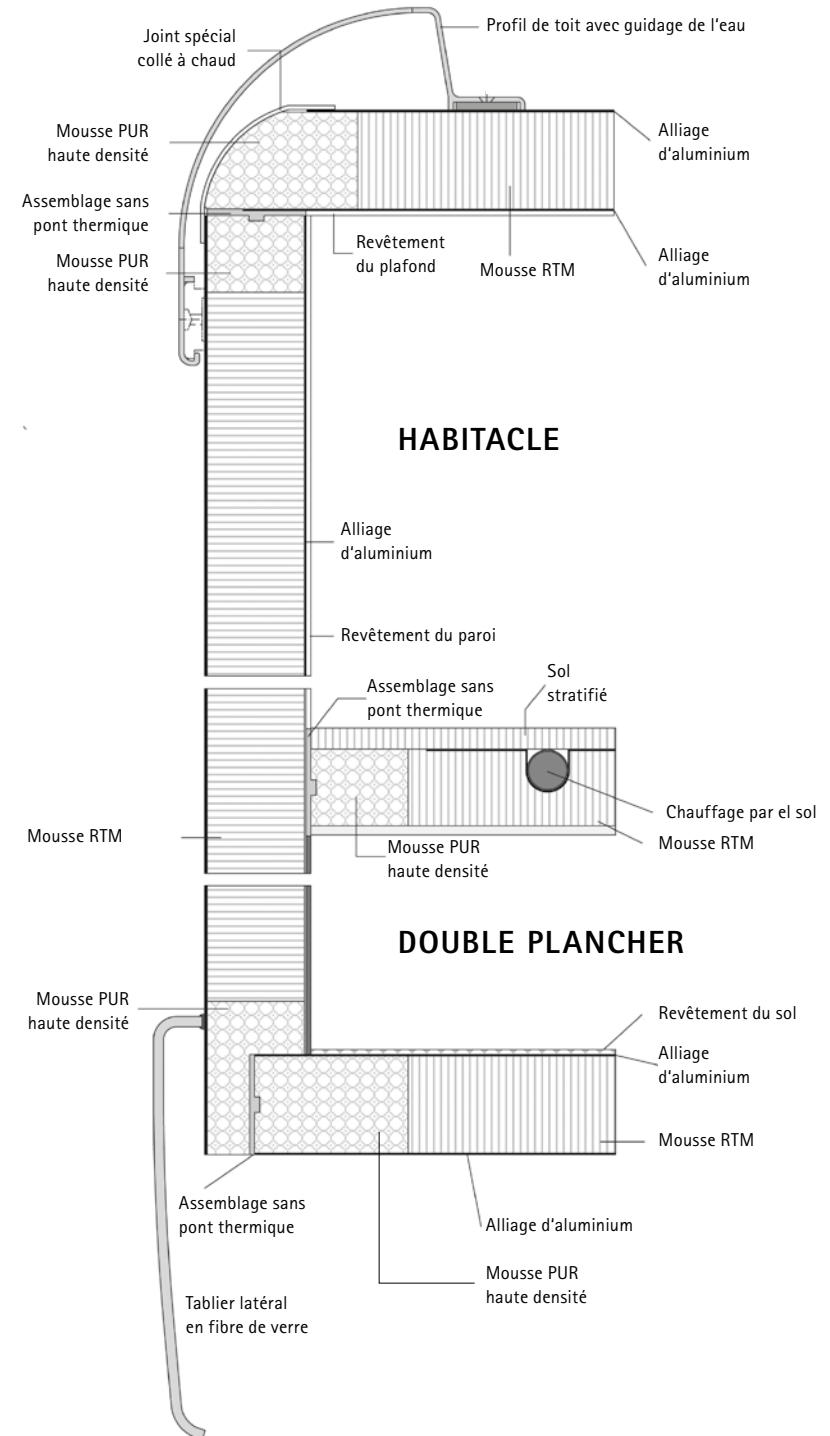 Profil de toit avec guidage de l'eau
Joint spécial
collé à chaud
Mousse PUR
haute densité
Alliage
d'aluminium
Assemblage sans
pont thermique
Mousse PUR
haute densité
Revêtement
du plafond
Mousse RTM
Alliage
d'aluminium
HABITACLE
Alliage
d'aluminium
Revêtement du paroi
Sol
stratifié
Assemblage sans
pont thermique
Chauffage par el sol
Mousse RTM
Mousse RTM
Mousse PUR
haute densité
DOUBLE PLANCHER
Mousse PUR
haute densité
Revêtement du sol
Alliage
d'aluminium
Mousse RTM
Assemblage sans
pont thermique
Alliage d'aluminium
Mousse PUR
haute densité
Tablier latéral
en fibre de verre